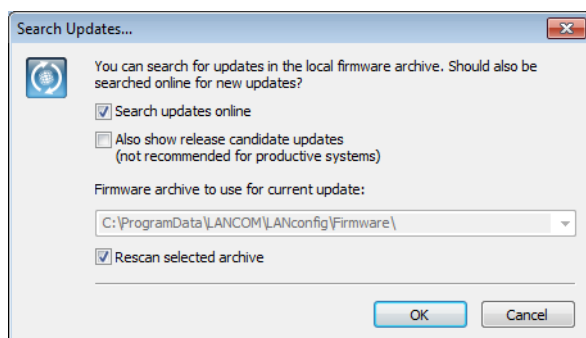 Search Updates...
You can search for updates in the local firmware archive. Should also be
searched online for new updates?
Search updates online
Also show release candidate updates
(not recommended for productive systems)
Firmware archive to use for current update:
C:\ProgramData\LANCOM\LANconfig\Firmware\
Rescan selected archive
OK
Cancel